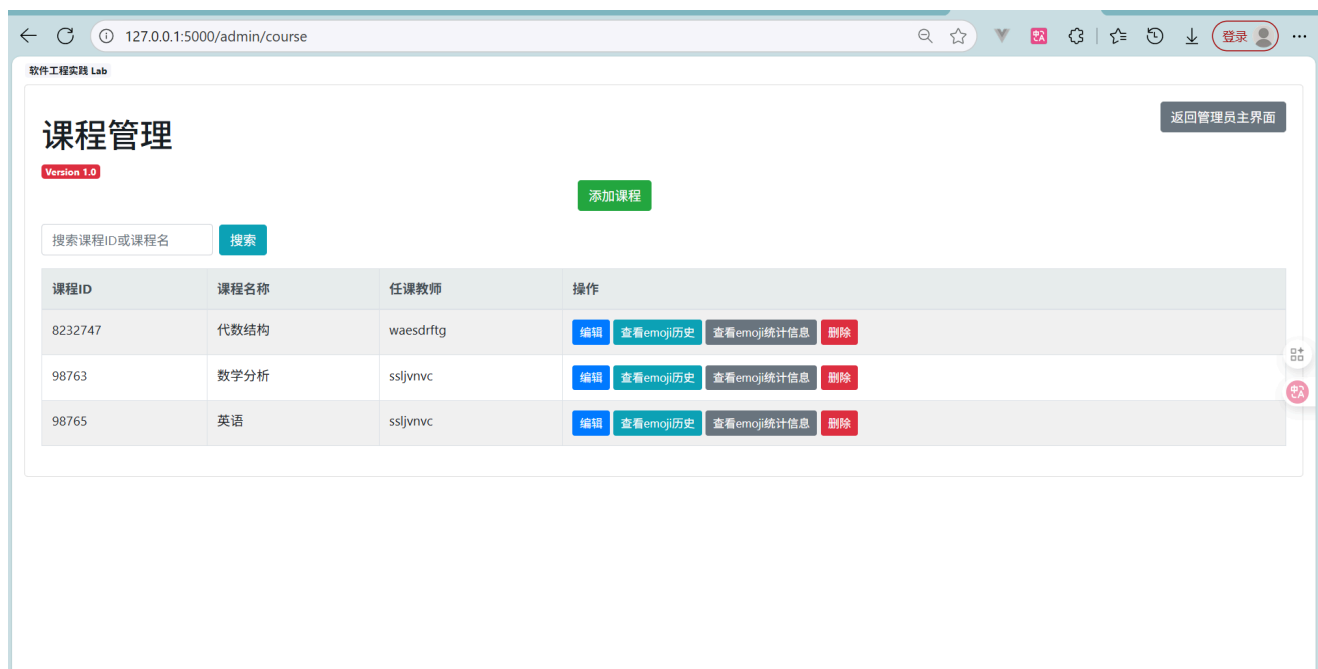 127.0.0.1:5000/admin/course
登录
软件工程实践 Lab
返回管理员主界面
课程管理
Version 1.0
添加课程
搜索课程ID或课程名 搜索
课程ID 课程名称 任课教师 操作
8232747 代数结构 waesdrftg 编辑 查看emoji历史 查看emoji统计信息 删除
98763 数学分析 ssljvnvc 编辑 查看emoji历史 查看emoji统计信息 删除
98765 英语 ssljvnvc 编辑 查看emoji历史 查看emoji统计信息 删除